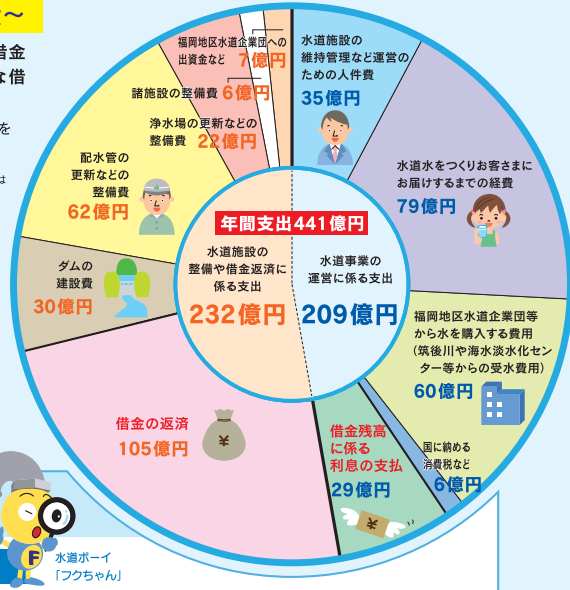 〜
借金
な借
を
は
年間支出441億円
水道施設の
整備や借金返済に
係る支出
232億円
水道事業の
運営に係る支出
209億円
水道施設の
維持管理など運営の
ための人件費
35億円
水道水をつくりお客さまに
お届けするまでの経費
79億円
福岡地区水道企業団等
から水を購入する費用
(筑後川や海水淡水化セン
ター等からの受水費用)
60億円
国に納める
消費税など
6億円
借金残高
に係る
利息の支払
29億円
¥
借金の返済
105億円
¥
ダムの
建設費
30億円
配水管の
更新などの
整備費
62億円
浄水場の更新などの
整備費 22億円
諸施設の整備費 6億円
福岡地区水道企業団への
出資金など 7億円
F
水道ボーイ
「フクちゃん」